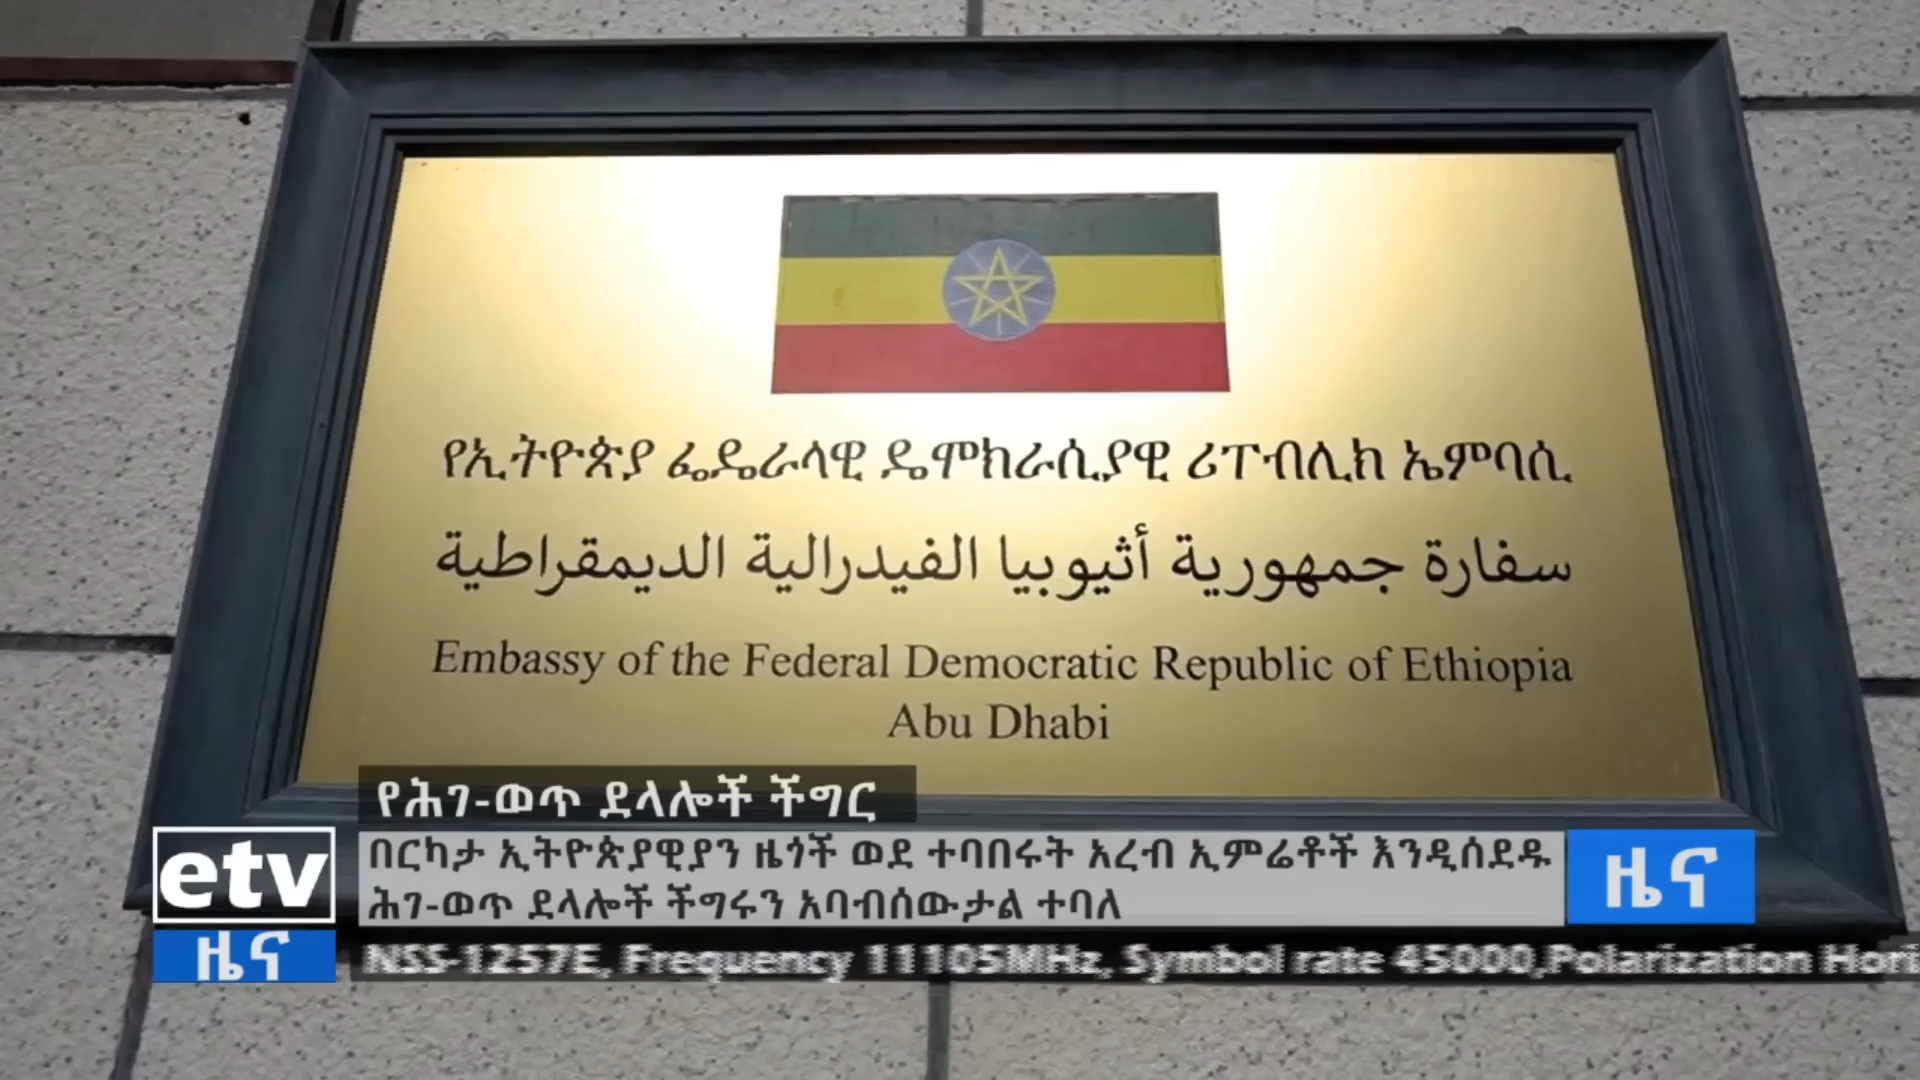 የኢትዮጵያ ፌዴራላዊ ዴሞክራሲያዊ ሪፐብሊክ ኤምባሲ
سفارة جمهورية أثيوبيا الفيدرالية الديمقراطية
Embassy of the Federal Democratic Republic of Ethiopia
Abu Dhabi
የሕገ-ወጥ ደላሎች ችግር
በርካታ ኢትዮጵያዊያን ዜጎች ወደ ተባበሩት አረብ ኢምሬቶች እንዲሰደዱ
ሕገ-ወጥ ደላሎች ችግሩን አባብሰውታል ተባለ
etv
ዜና
ዜና
NSS-1257E, Frequency 11105MHz, Symbol rate 45000,Polarization Hori